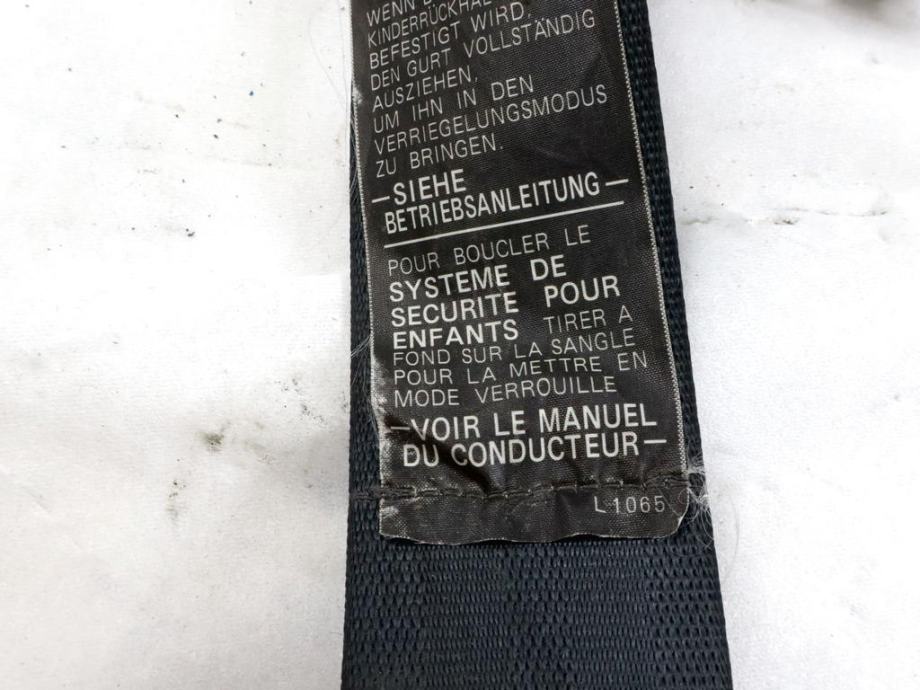 WENN
KINDERRÜCKHAL
BEFESTIGT WIRD,
DEN GURT VOLLSTÄNDIG
AUSZIEHEN,
UM IHN IN DEN
VERRIEGELUNGSMODUS
ZU BRINGEN.
–SIEHE
BETRIEBSANLEITUNG–
POUR BOUCLER LE
SYSTEME DE
SECURITE POUR
ENFANTS TIRER A
FOND SUR LA SANGLE
POUR LA METTRE EN
MODE VERROUILLE
–VOIR LE MANUEL
DU CONDUCTEUR–
L1065